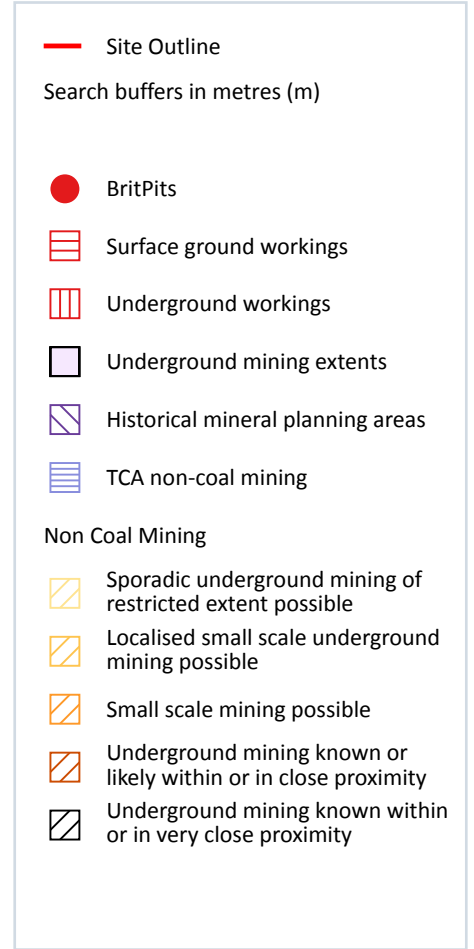 Site Outline
Search buffers in metres (m)
BritPits
Surface ground workings
Underground workings
Underground mining extents
Historical mineral planning areas
TCA non-coal mining
Non Coal Mining
Sporadic underground mining of
restricted extent possible
Localised small scale underground
mining possible
Small scale mining possible
Underground mining known or
likely within or in close proximity
Underground mining known within
or in very close proximity